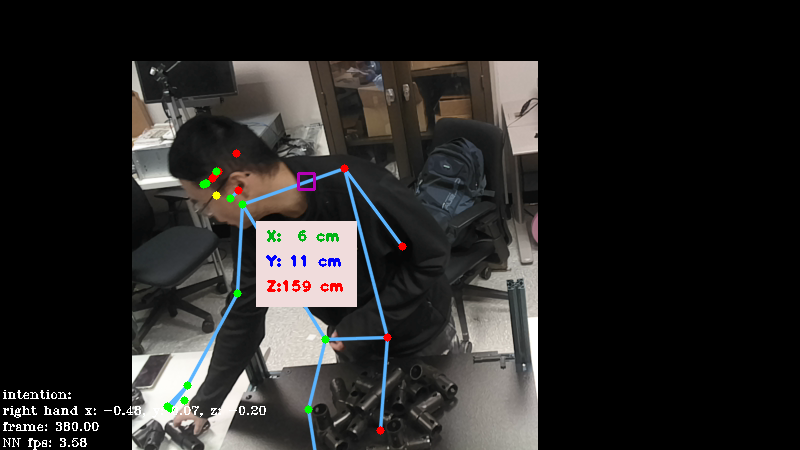 X: 6 cm
Y: 11 cm
Z:159 cm
intention:
right hand x: -0.48, 0.07, z: -0.20
frame: 380.00
NN fps: 3.58